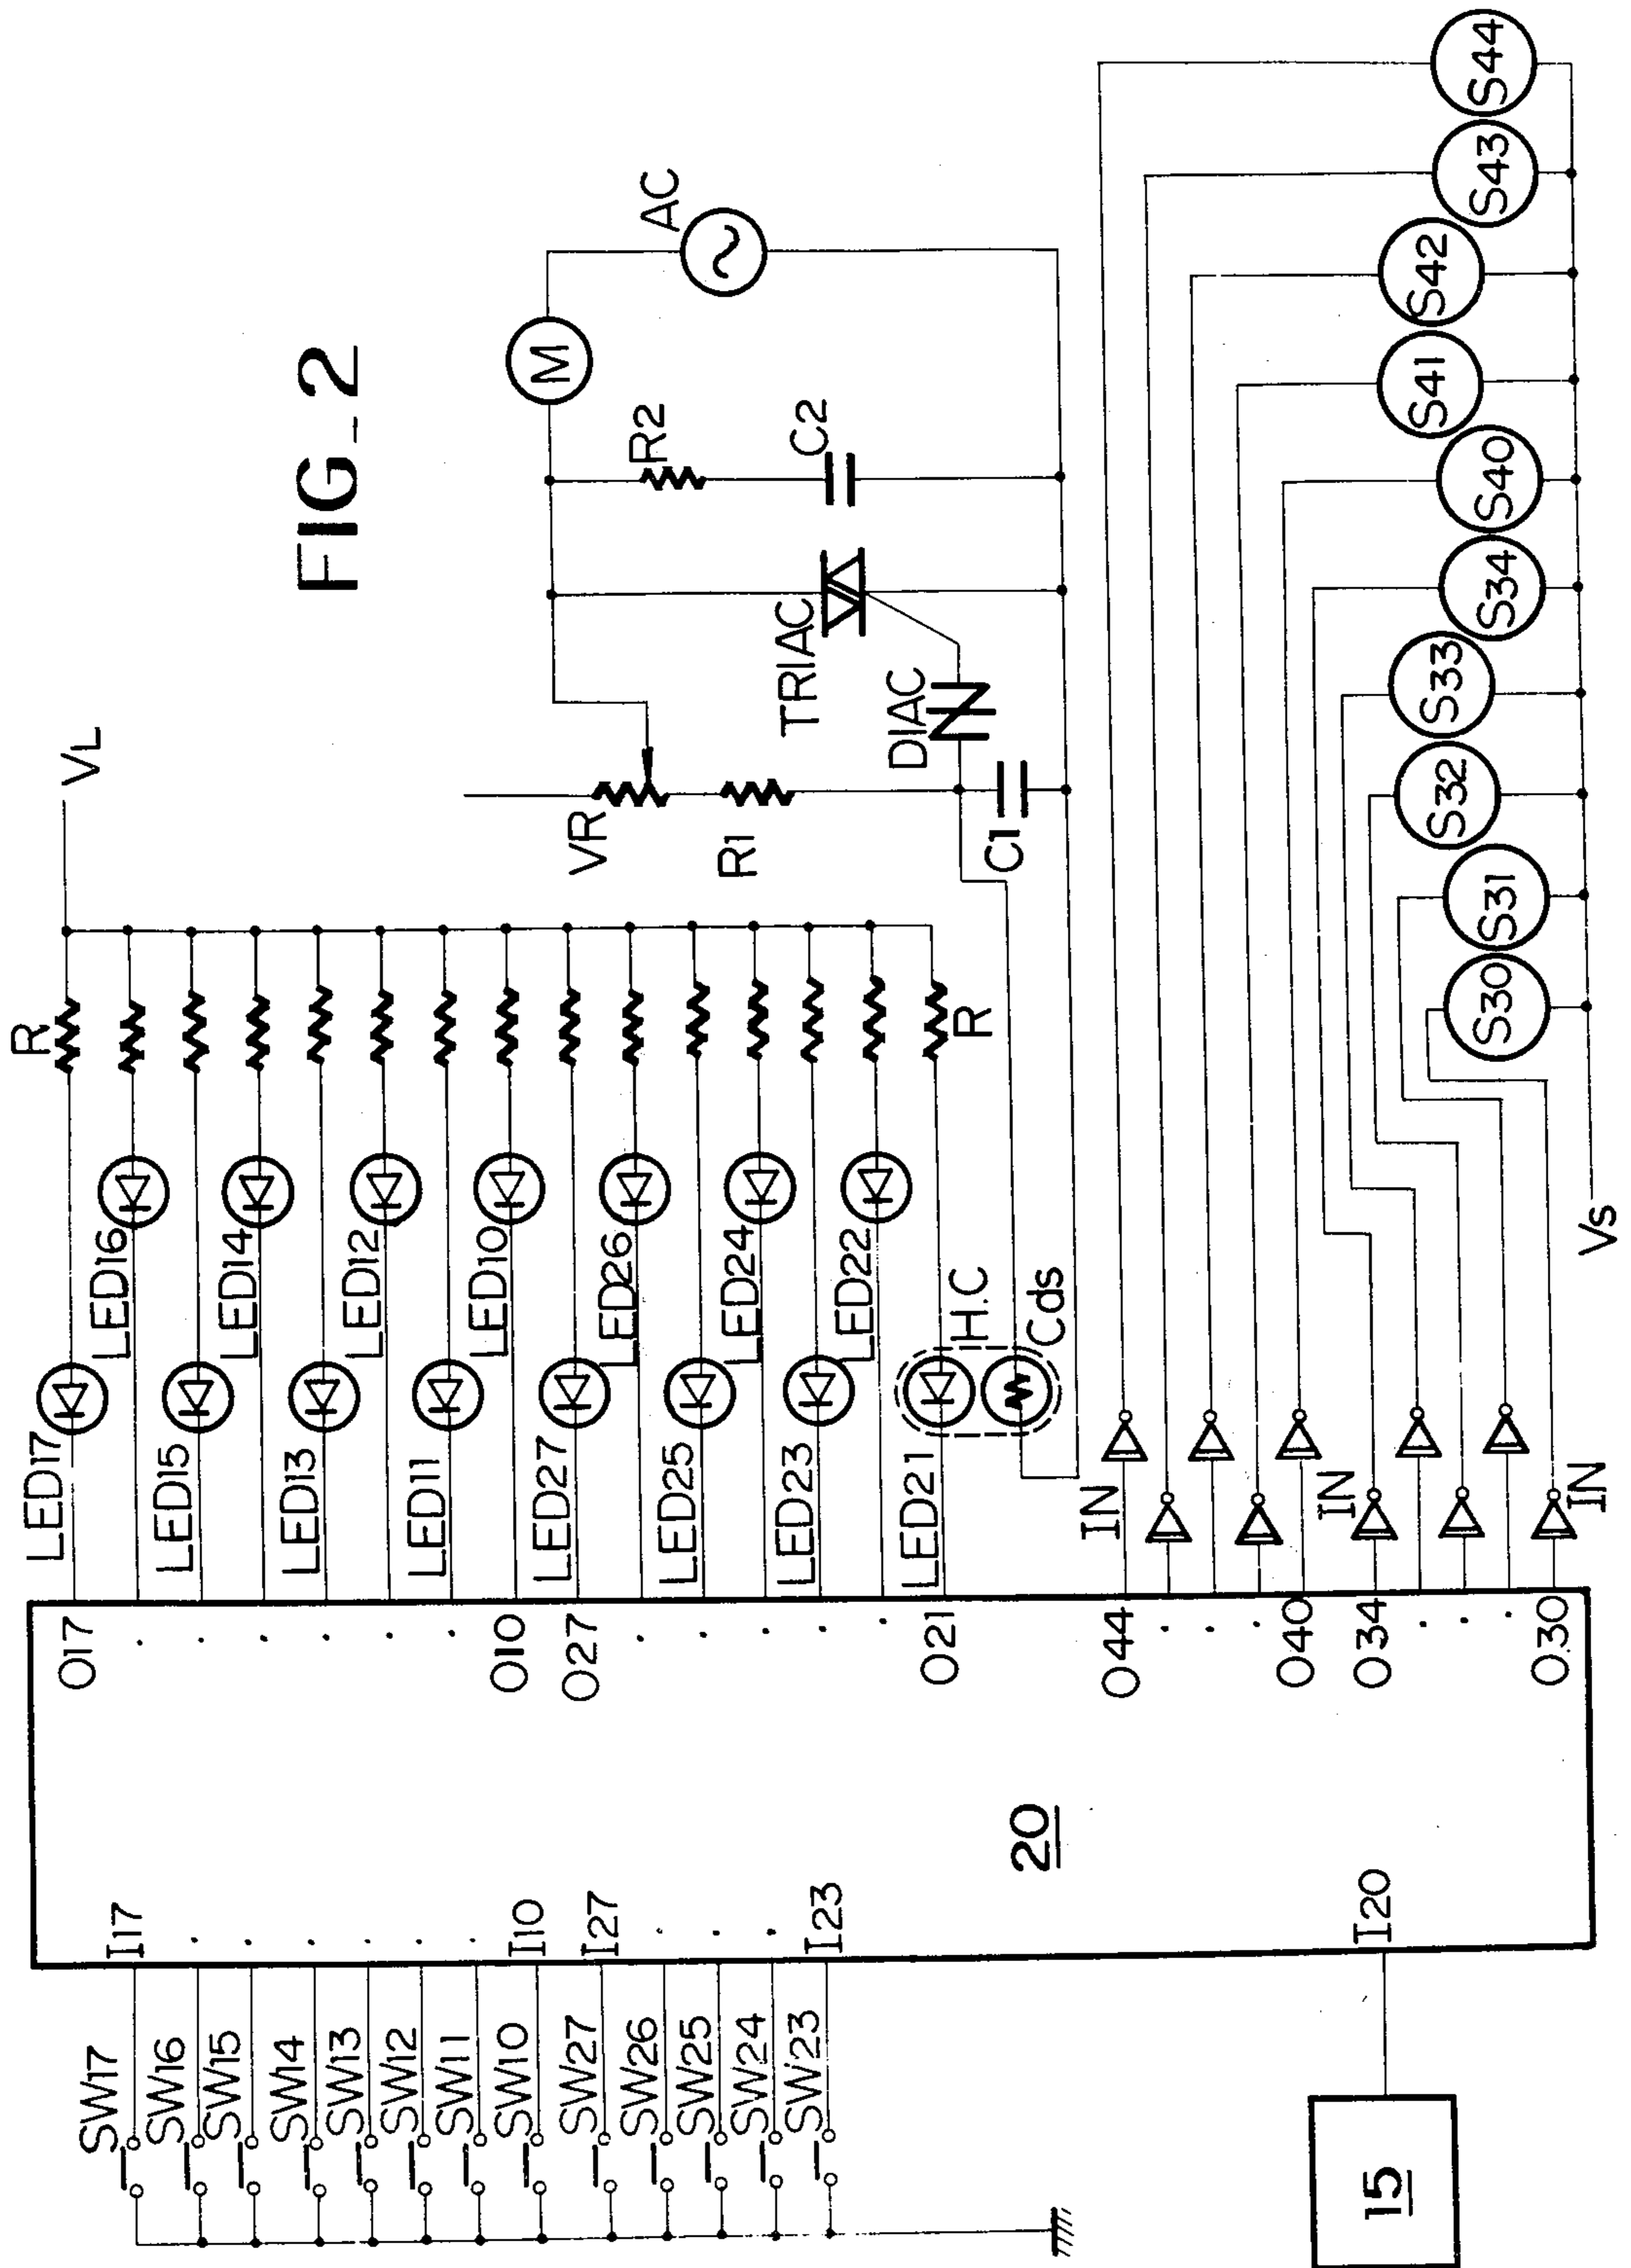 FIG_2
SW17
SW16
SW15
SW14
SW13
SW12
SW11
SW10
SW27
SW26
SW25
SW24
SW23
I17
I10
I27
I23
I20
15
20
O17
O10
O27
O21
O44
O40
O34
O30
LED17
LED16
LED15
LED14
LED13
LED12
LED11
LED10
LED27
LED26
LED25
LED24
LED23
LED22
LED21
H.C
Cds
R
R
VL
VR
R1
C1
DIAC
TRIAC
R2
C2
M
AC
IN
IN
IN
Vs
S30
S31
S32
S33
S34
S40
S41
S42
S43
S44